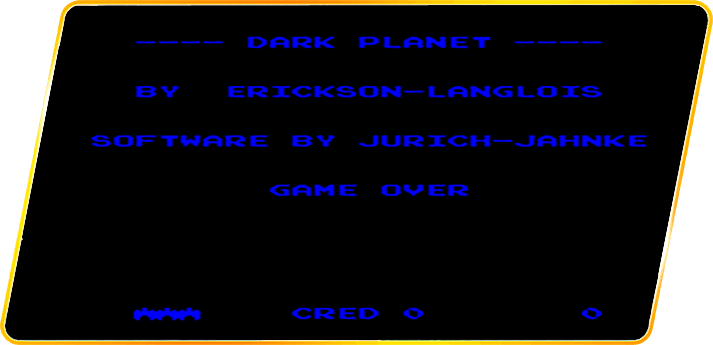 ---- DARK PLANET ----
BY ERICKSON-LANGLOIS
SOFTWARE BY JURICH-JAHNKE
GAME OVER
CRED 0 0